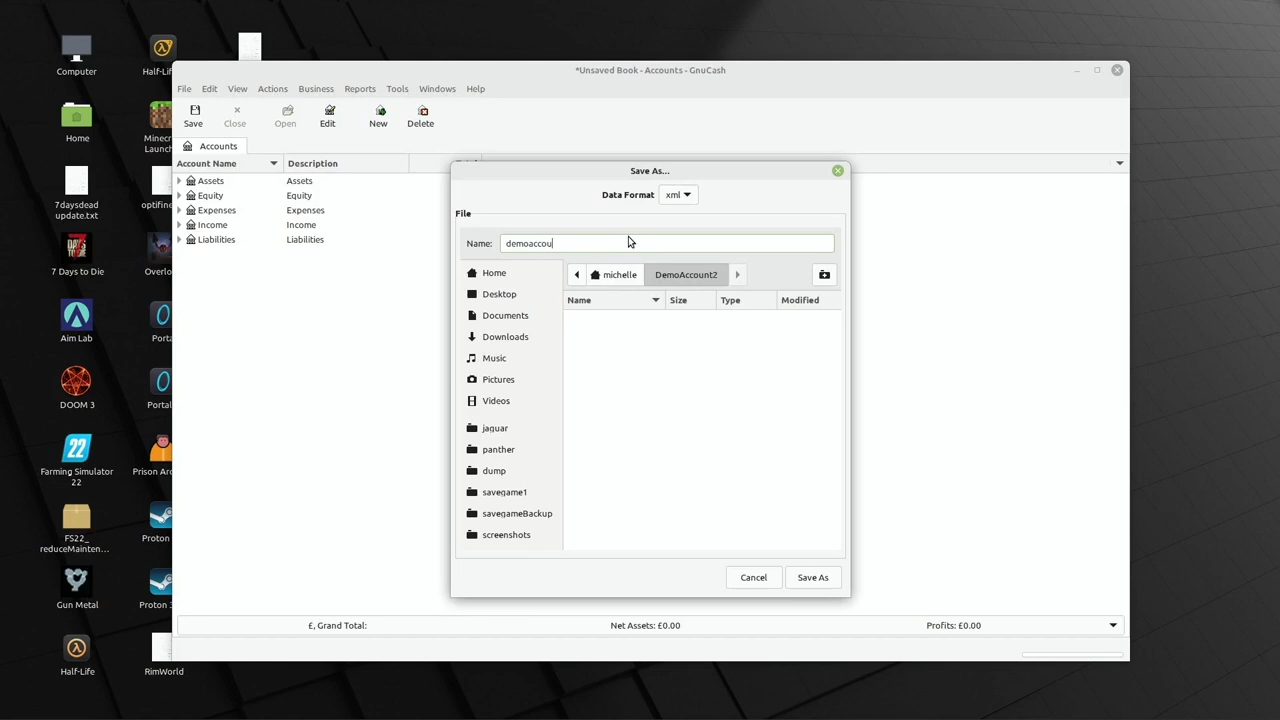 *Unsaved Book - Accounts - GnuCash
File Edit View Actions Business Reports Tools Windows Help
Save Close Open Edit New Delete
Accounts
Account Name Description
Assets Assets
Equity Equity
Expenses Expenses
Income Income
Liabilities Liabilities
£, Grand Total: Net Assets: £0.00 Profits: £0.00
Save As...
Data Format xml
File
Name: demoaccou
michelle DemoAccount2
Name Size Type Modified
Home
Desktop
Documents
Downloads
Music
Pictures
Videos
jaguar
panther
dump
savegame1
savegameBackup
screenshots
Cancel Save As
Computer
Home
7daysdead
update.txt
7 Days to Die
Aim Lab
DOOM 3
Farming Simulator
22
FS22_
reduceMainten...
Gun Metal
Half-Life
Half-Li
Minec
Launch
optifine
Overlo
Porta
Portal
Prison Arc
Proton
Proton
RimWorld